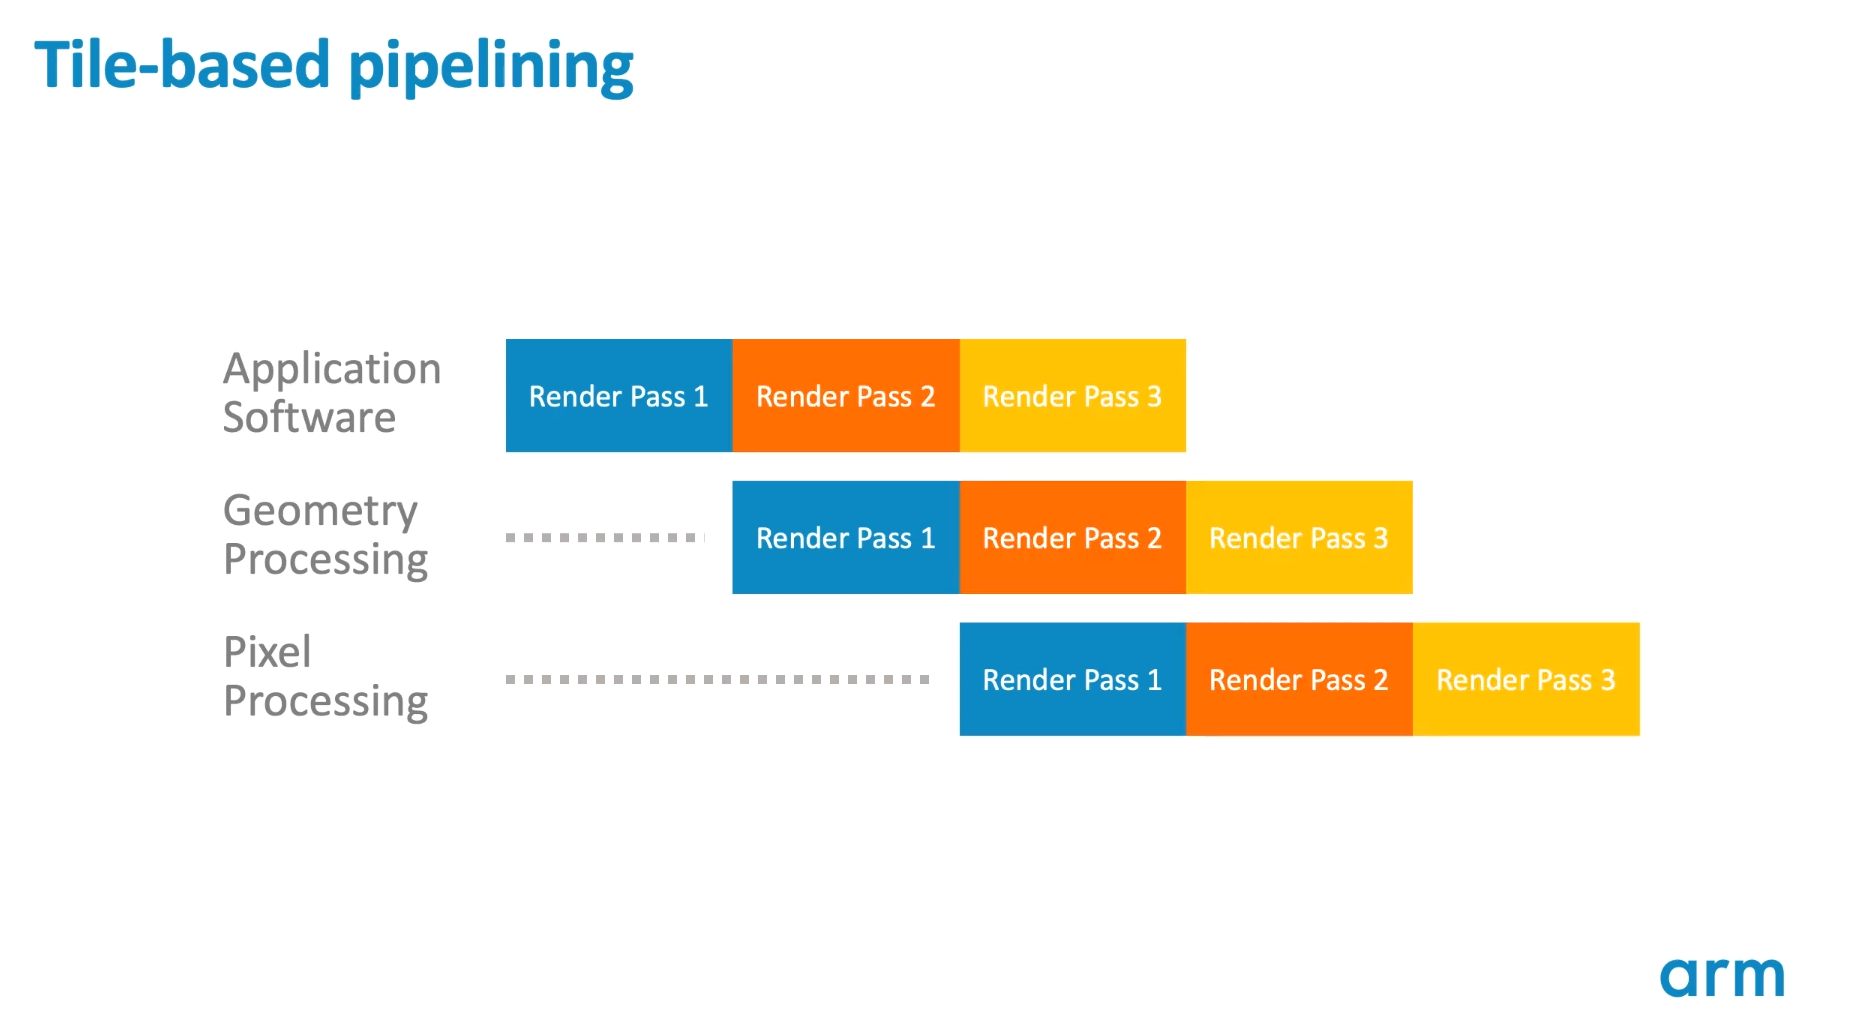 Tile-based pipelining
Application
Software
Render Pass 1
Render Pass 2
Render Pass 3
Geometry
Processing
Render Pass 1
Render Pass 2
Render Pass 3
Pixel
Processing
Render Pass 1
Render Pass 2
Render Pass 3
arm